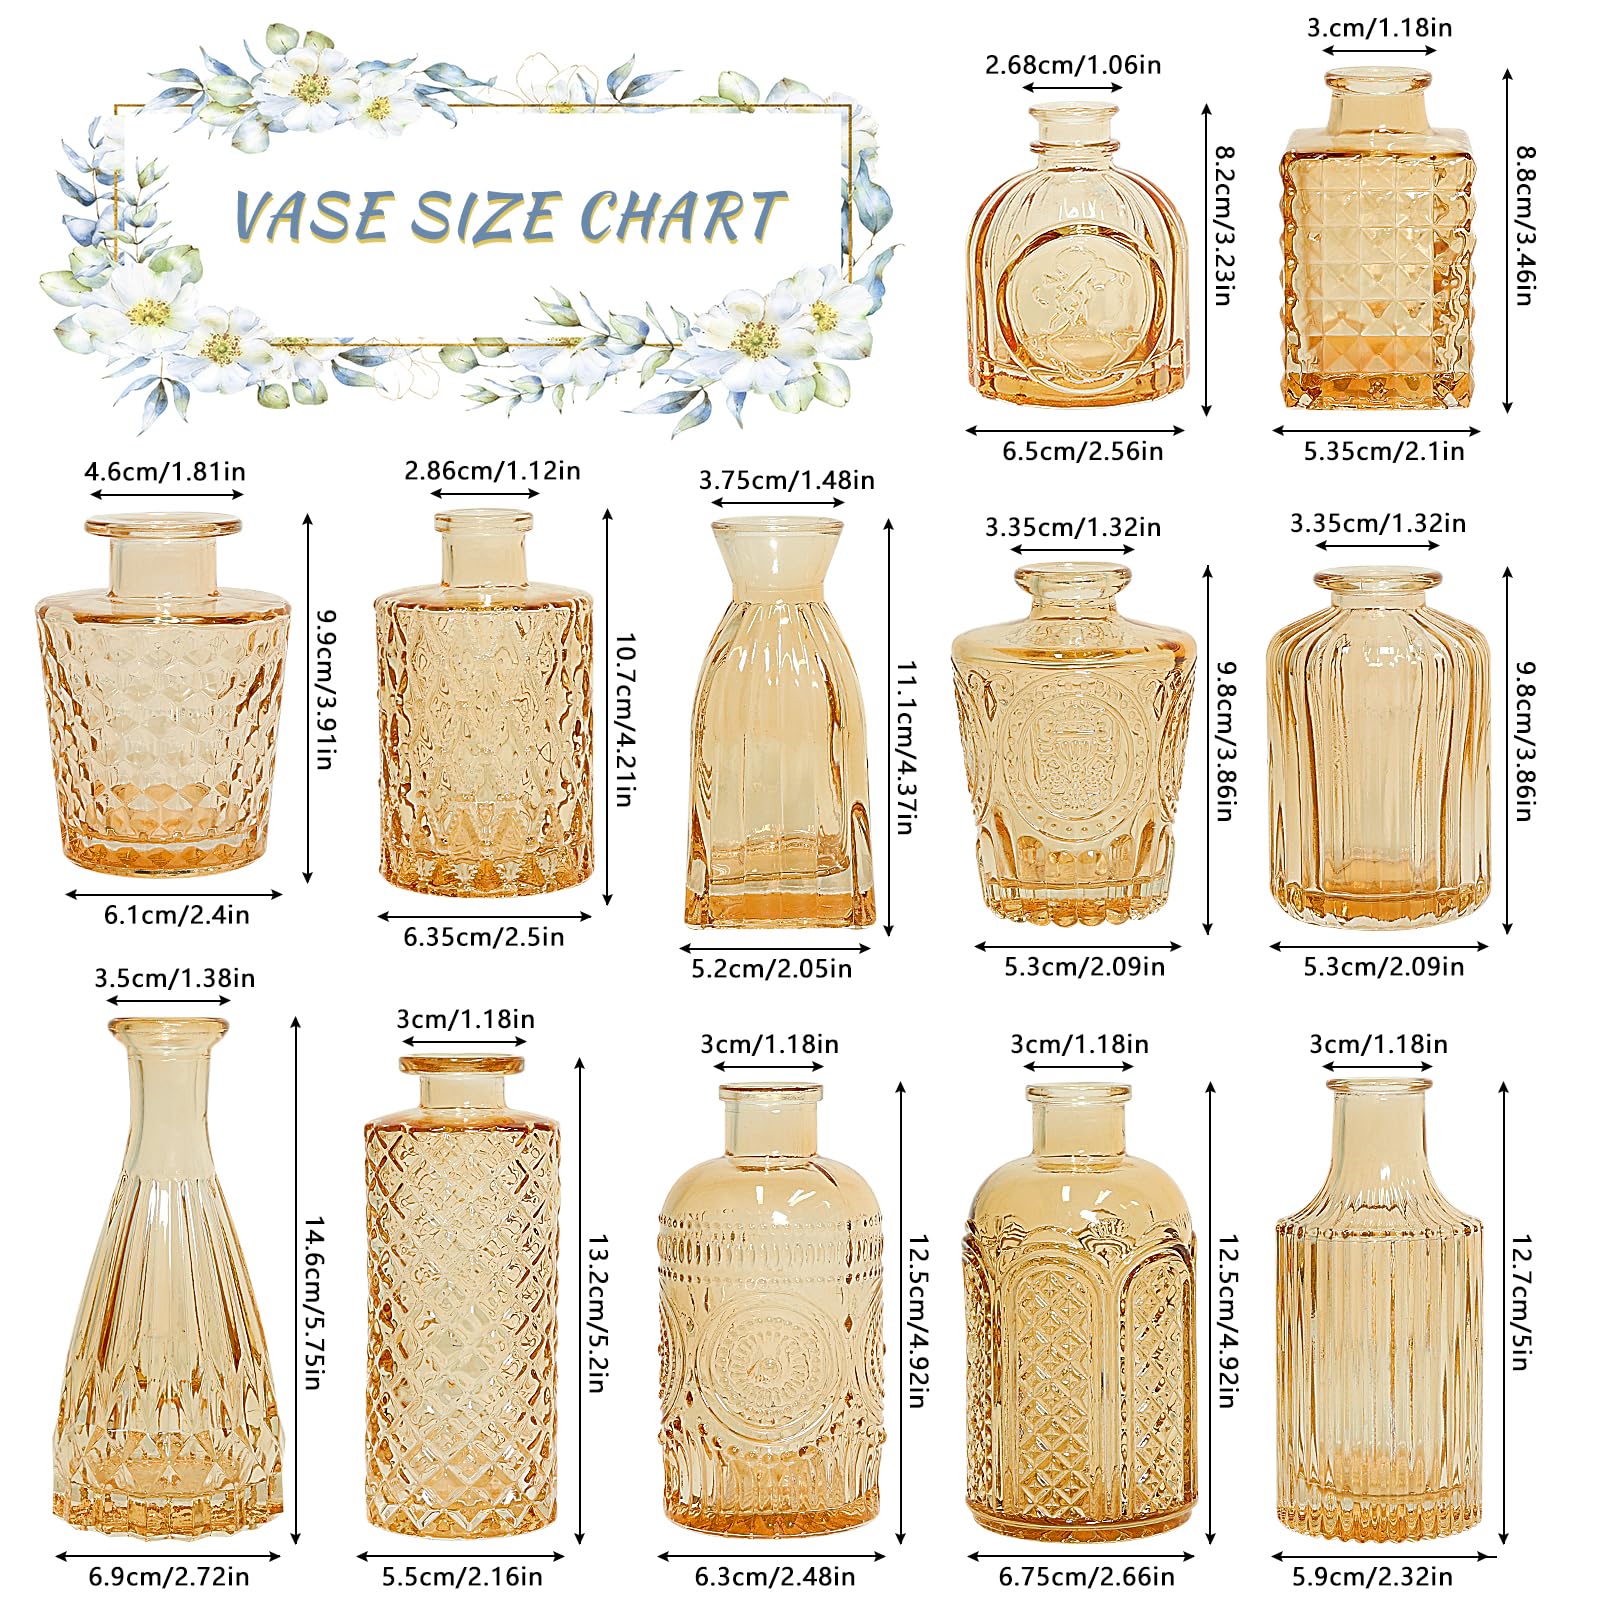 VASE SIZE CHART
2.68cm/1.06in
8.2cm/3.23in
6.5cm/2.56in
3.cm/1.18in
8.8cm/3.46in
5.35cm/2.1in
4.6cm/1.81in
9.9cm/3.91in
6.1cm/2.4in
2.86cm/1.12in
10.7cm/4.21in
6.35cm/2.5in
3.75cm/1.48in
11.1cm/4.37in
5.2cm/2.05in
3.35cm/1.32in
9.8cm/3.86in
5.3cm/2.09in
3.35cm/1.32in
9.8cm/3.86in
5.3cm/2.09in
3.5cm/1.38in
14.6cm/5.75in
6.9cm/2.72in
3cm/1.18in
13.2cm/5.2in
5.5cm/2.16in
3cm/1.18in
12.5cm/4.92in
6.3cm/2.48in
3cm/1.18in
12.5cm/4.92in
6.75cm/2.66in
3cm/1.18in
12.7cm/5in
5.9cm/2.32in